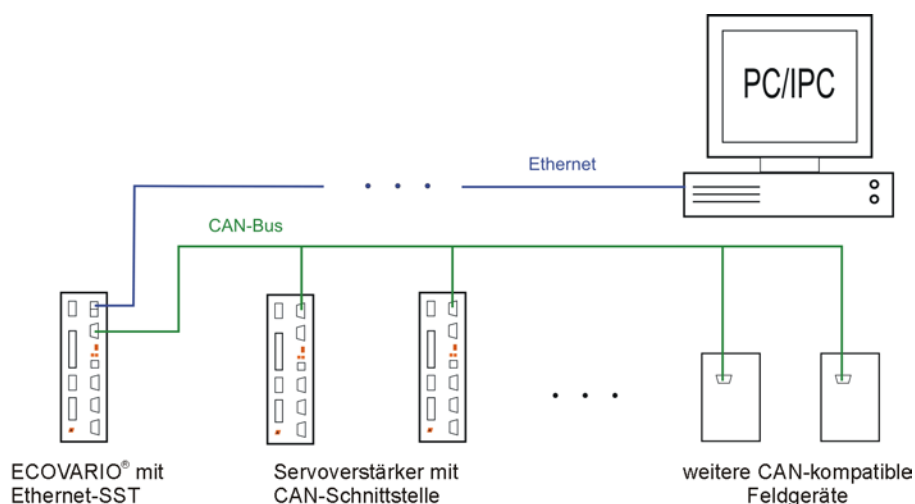 PC/IPC
Ethernet
CAN-Bus
ECOVARIO® mit
Ethernet-SST
Servoverstärker mit
CAN-Schnittstelle
weitere CAN-kompatible
Feldgeräte